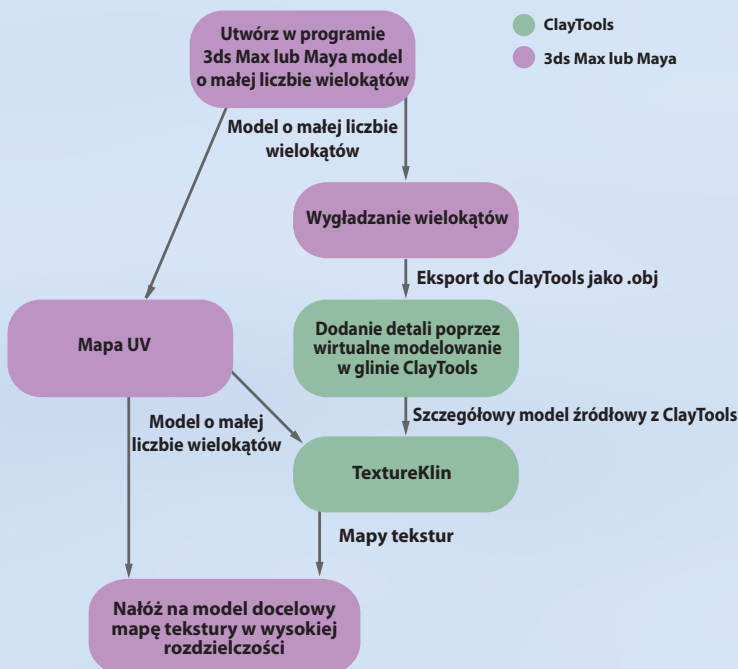 Utwórz w programie
3ds Max lub Maya model
o małej liczbie wielokątów
ClayTools
3ds Max lub Maya
Model o małej liczbie
wielokątów
Wygładzanie wielokątów
Eksport do ClayTools jako .obj
Mapa UV
Dodanie detali poprzez
wirtualne modelowanie
w glinie ClayTools
Szczegółowy model źródłowy z ClayTools
Model o małej
liczbie wielokątów
TextureKlin
Mapy tekstur
Nałóż na model docelowy
mapę tekstury w wysokiej
rozdzielczości